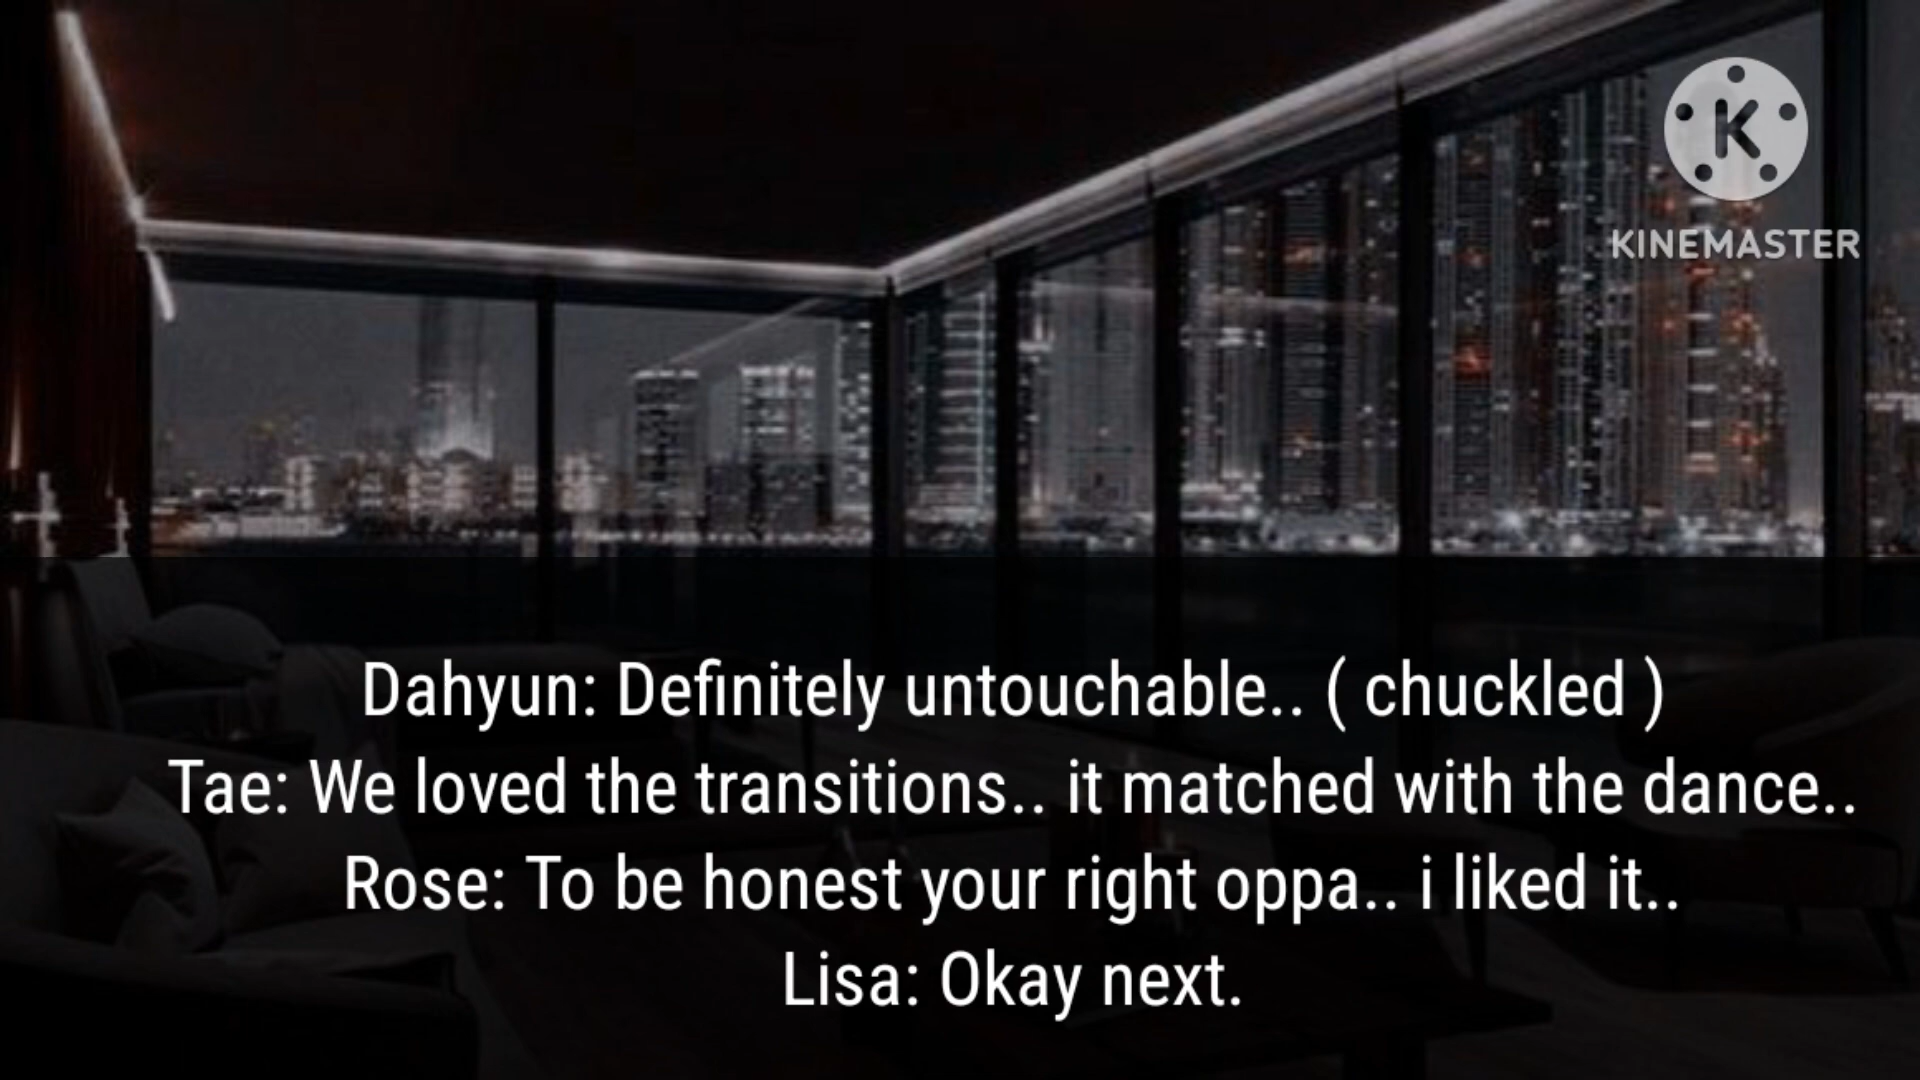 K
KINEMASTER
Dahyun: Definitely untouchable.. ( chuckled )
Tae: We loved the transitions.. it matched with the dance..
Rose: To be honest your right oppa.. i liked it..
Lisa: Okay next.